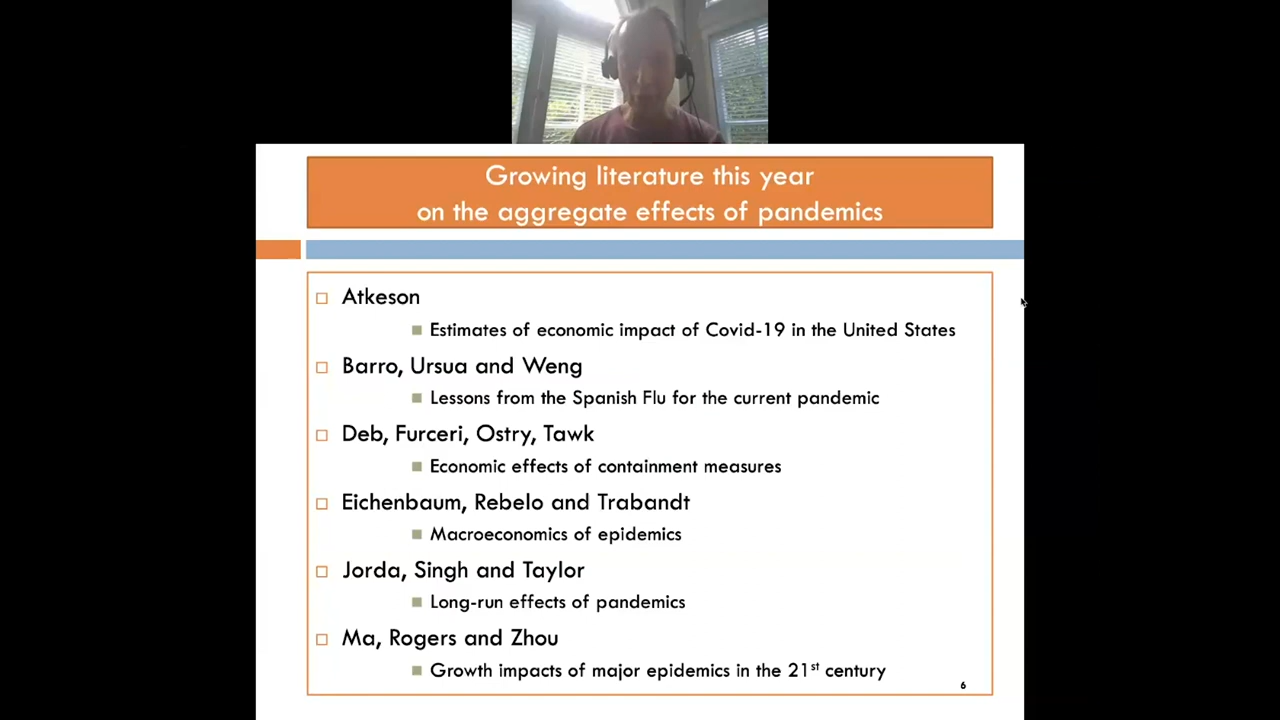 Growing literature this year
on the aggregate effects of pandemics
Atkeson
Estimates of economic impact of Covid-19 in the United States
Barro, Ursua and Weng
Lessons from the Spanish Flu for the current pandemic
Deb, Furceri, Ostry, Tawk
Economic effects of containment measures
Eichenbaum, Rebelo and Trabandt
Macroeconomics of epidemics
Jorda, Singh and Taylor
Long-run effects of pandemics
Ma, Rogers and Zhou
Growth impacts of major epidemics in the 21st century
6